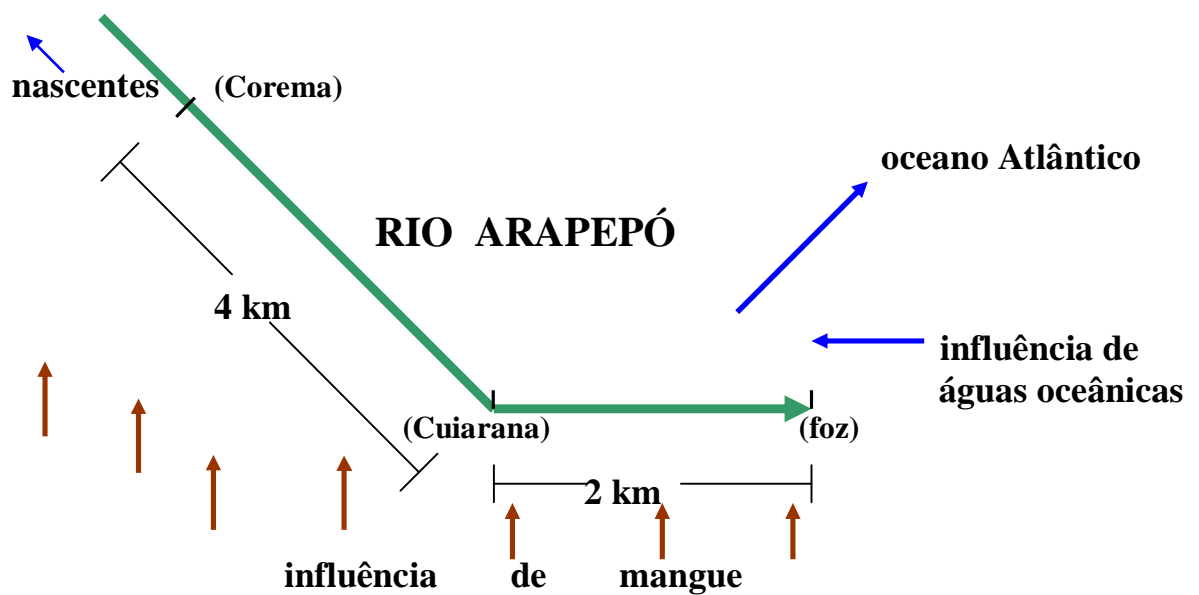 nascentes
(Corema)
oceano Atlântico
RIO ARAPEPÓ
4 km
influência de
águas oceânicas
(Cuiarana)
(foz)
2 km
influência de mangue